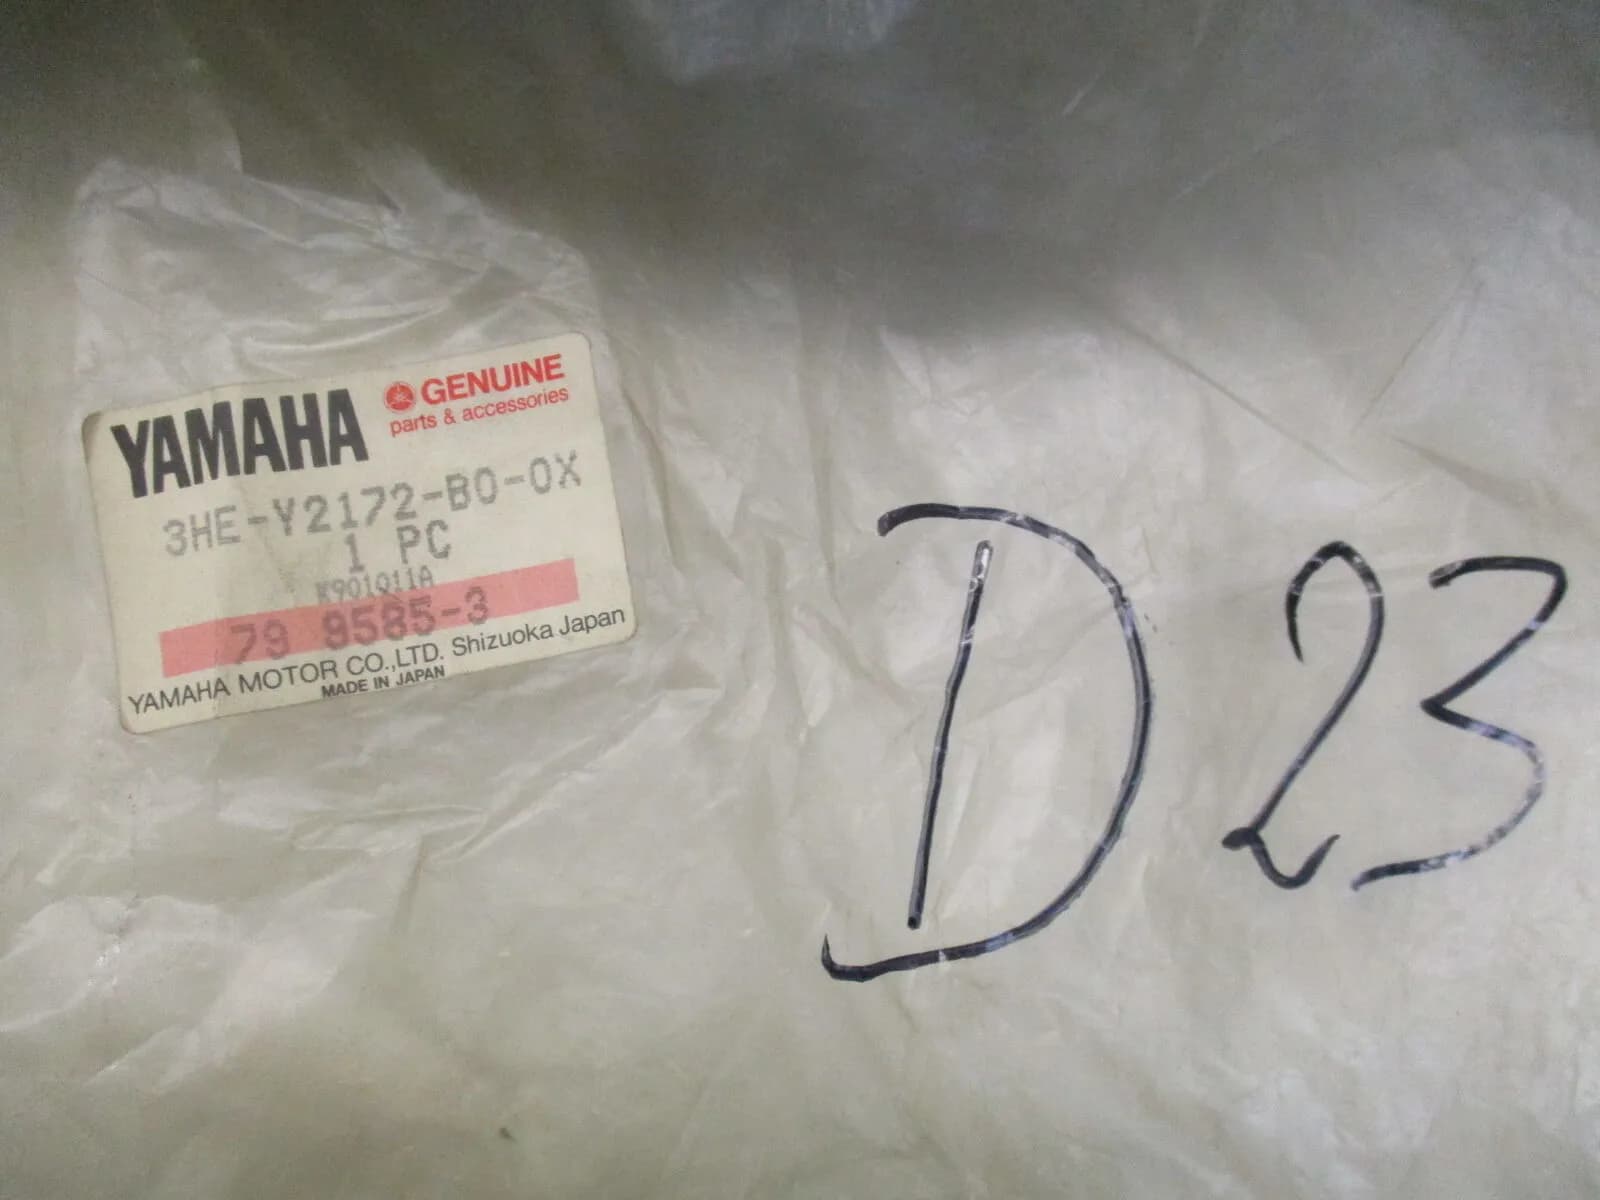 YAMAHA
GENUINE
parts & accessories
3HE-Y2172-B0-0X
1 PC
K901Q11A
79 8585-3
YAMAHA MOTOR CO.,LTD. Shizuoka Japan
MADE IN JAPAN
D23